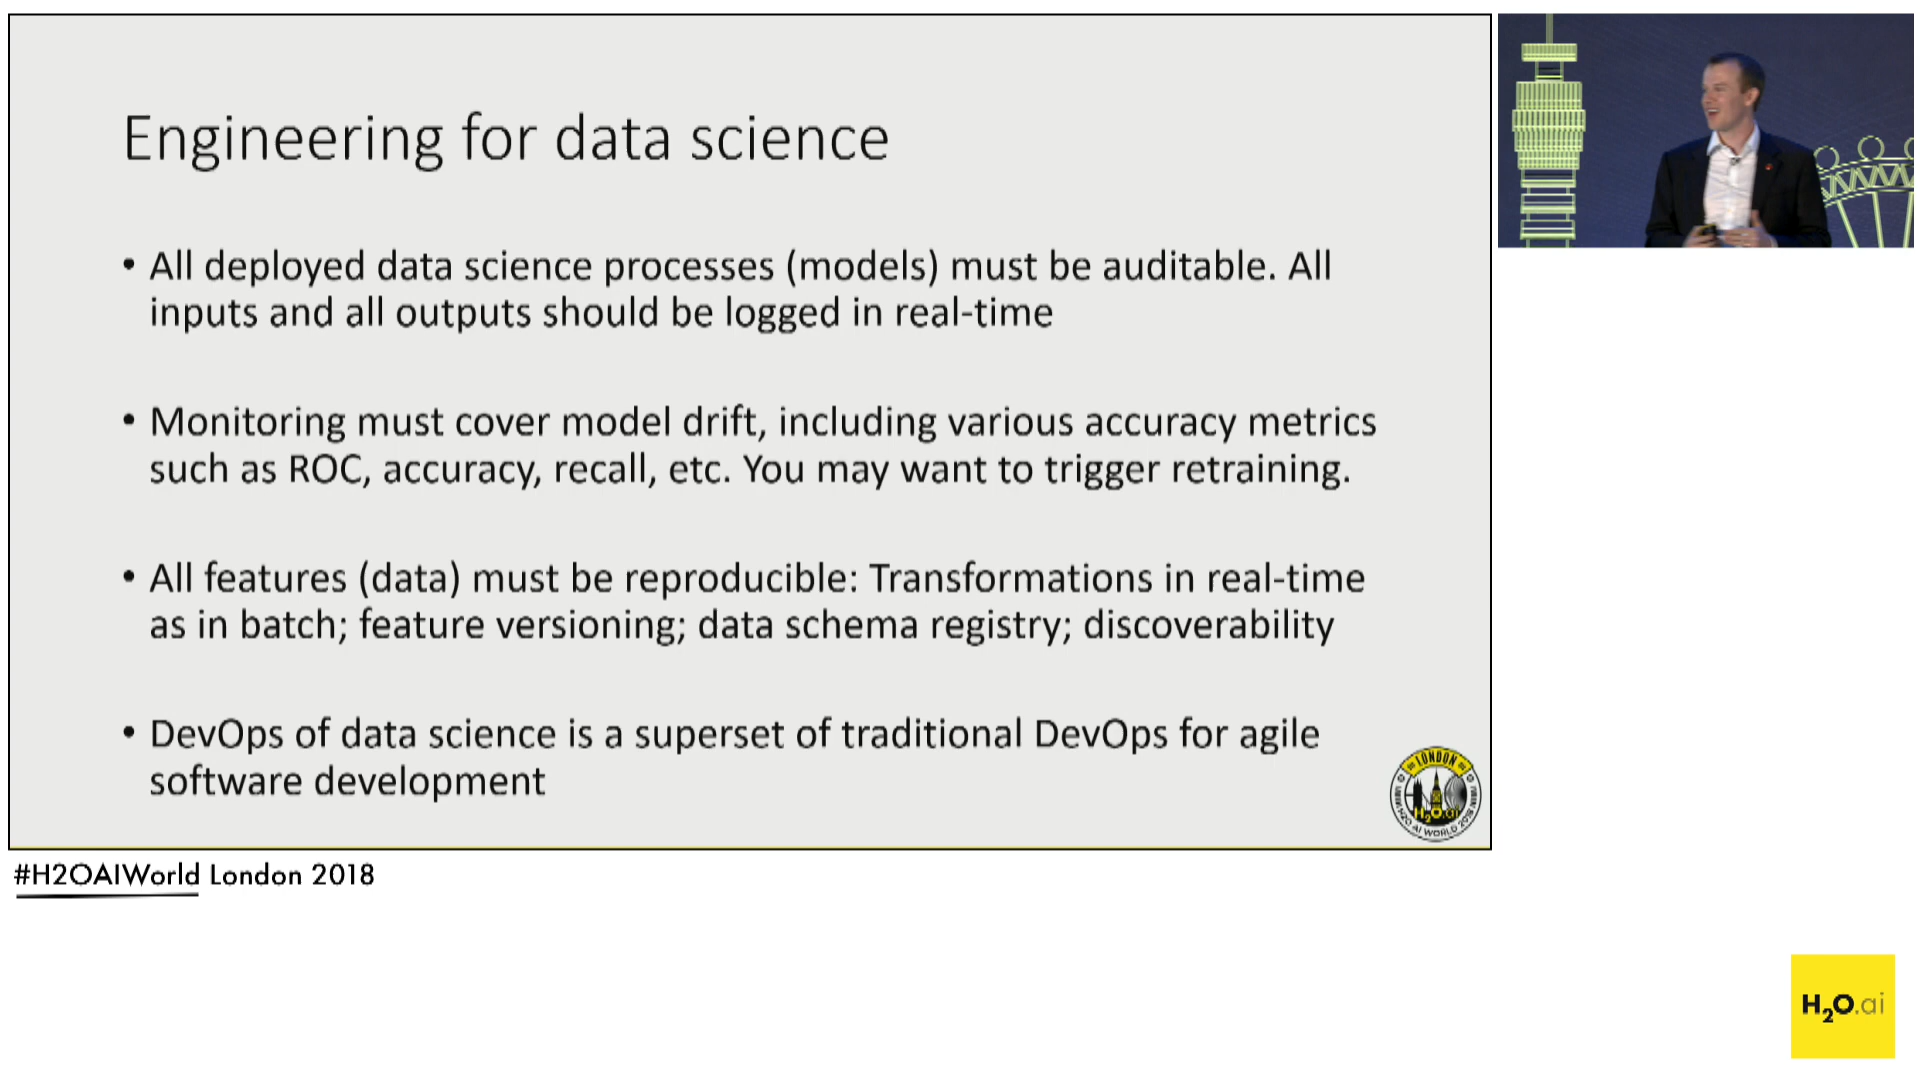 Engineering for data science
• All deployed data science processes (models) must be auditable. All
inputs and all outputs should be logged in real-time
• Monitoring must cover model drift, including various accuracy metrics
such as ROC, accuracy, recall, etc. You may want to trigger retraining.
• All features (data) must be reproducible: Transformations in real-time
as in batch; feature versioning; data schema registry; discoverability
• DevOps of data science is a superset of traditional DevOps for agile
software development
LONDON
H2O.ai
H2O AI WORLD 2018
#H2OAIWorld London 2018
H2O.ai